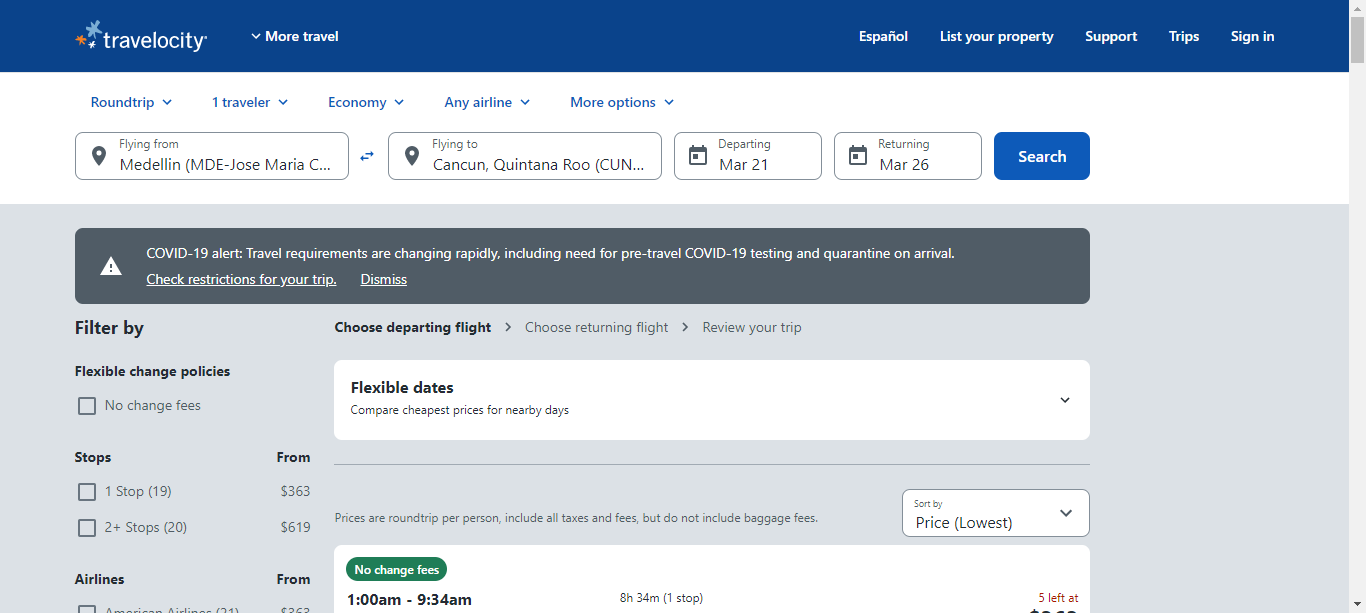 travelocity
More travel
Español
List your property
Support
Trips
Sign in
Roundtrip
1 traveler
Economy
Any airline
More options
Flying from
Medellin (MDE-Jose Maria C...
Flying to
Cancun, Quintana Roo (CUN...
Departing
Mar 21
Returning
Mar 26
Search
COVID-19 alert: Travel requirements are changing rapidly, including need for pre-travel COVID-19 testing and quarantine on arrival.
Check restrictions for your trip.
Dismiss
Filter by
Flexible change policies
No change fees
Stops From
1 Stop (19) $363
2+ Stops (20) $619
Airlines From
American Airlines (21) $363
Choose departing flight > Choose returning flight > Review your trip
Flexible dates
Compare cheapest prices for nearby days
Prices are roundtrip per person, include all taxes and fees, but do not include baggage fees.
Sort by
Price (Lowest)
No change fees
1:00am - 9:34am
8h 34m (1 stop)
5 left at